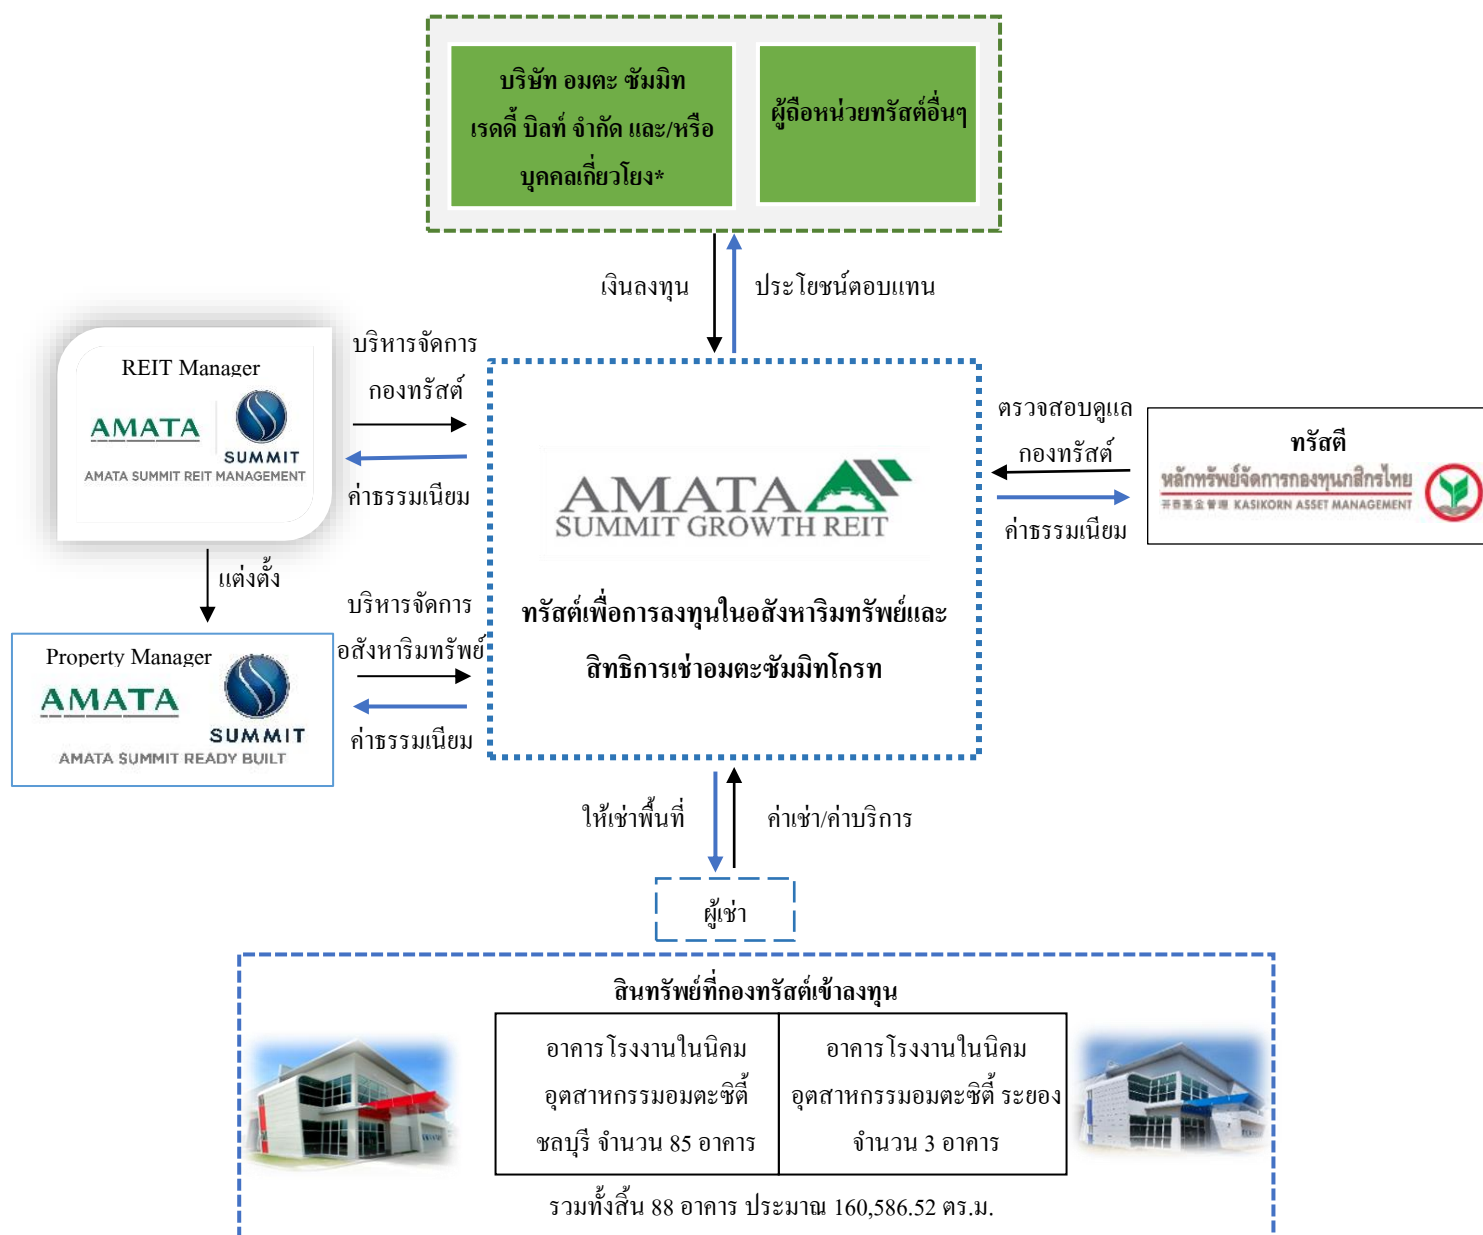 บริษัท อมตะ ซัมมิท
เรดดี้ บิลท์ จำกัด และ/หรือ
บุคคลเกี่ยวโยง*
ผู้ถือหน่วยทรัสต์อื่นๆ
เงินลงทุน
ประโยชน์ตอบแทน
REIT Manager
AMATA
SUMMIT
AMATA SUMMIT REIT MANAGEMENT
บริหารจัดการ
กองทรัสต์
ค่าธรรมเนียม
แต่งตั้ง
Property Manager
AMATA
SUMMIT
AMATA SUMMIT READY BUILT
บริหารจัดการ
อสังหาริมทรัพย์
ค่าธรรมเนียม
AMATA
SUMMIT GROWTH REIT
ทรัสต์เพื่อการลงทุนในอสังหาริมทรัพย์และ
สิทธิการเช่าอมตะซัมมิทโกรท
ตรวจสอบดูแล
กองทรัสต์
ค่าธรรมเนียม
ทรัสตี
หลักทรัพย์จัดการกองทุนกสิกรไทย
开泰基金管理 KASIKORN ASSET MANAGEMENT
ให้เช่าพื้นที่
ค่าเช่า/ค่าบริการ
ผู้เช่า
สินทรัพย์ที่กองทรัสต์เข้าลงทุน
อาคารโรงงานในนิคม
อุตสาหกรรมอมตะซิตี้
ชลบุรี จำนวน 85 อาคาร
อาคารโรงงานในนิคม
อุตสาหกรรมอมตะซิตี้ ระยอง
จำนวน 3 อาคาร
รวมทั้งสิ้น 88 อาคาร ประมาณ 160,586.52 ตร.ม.